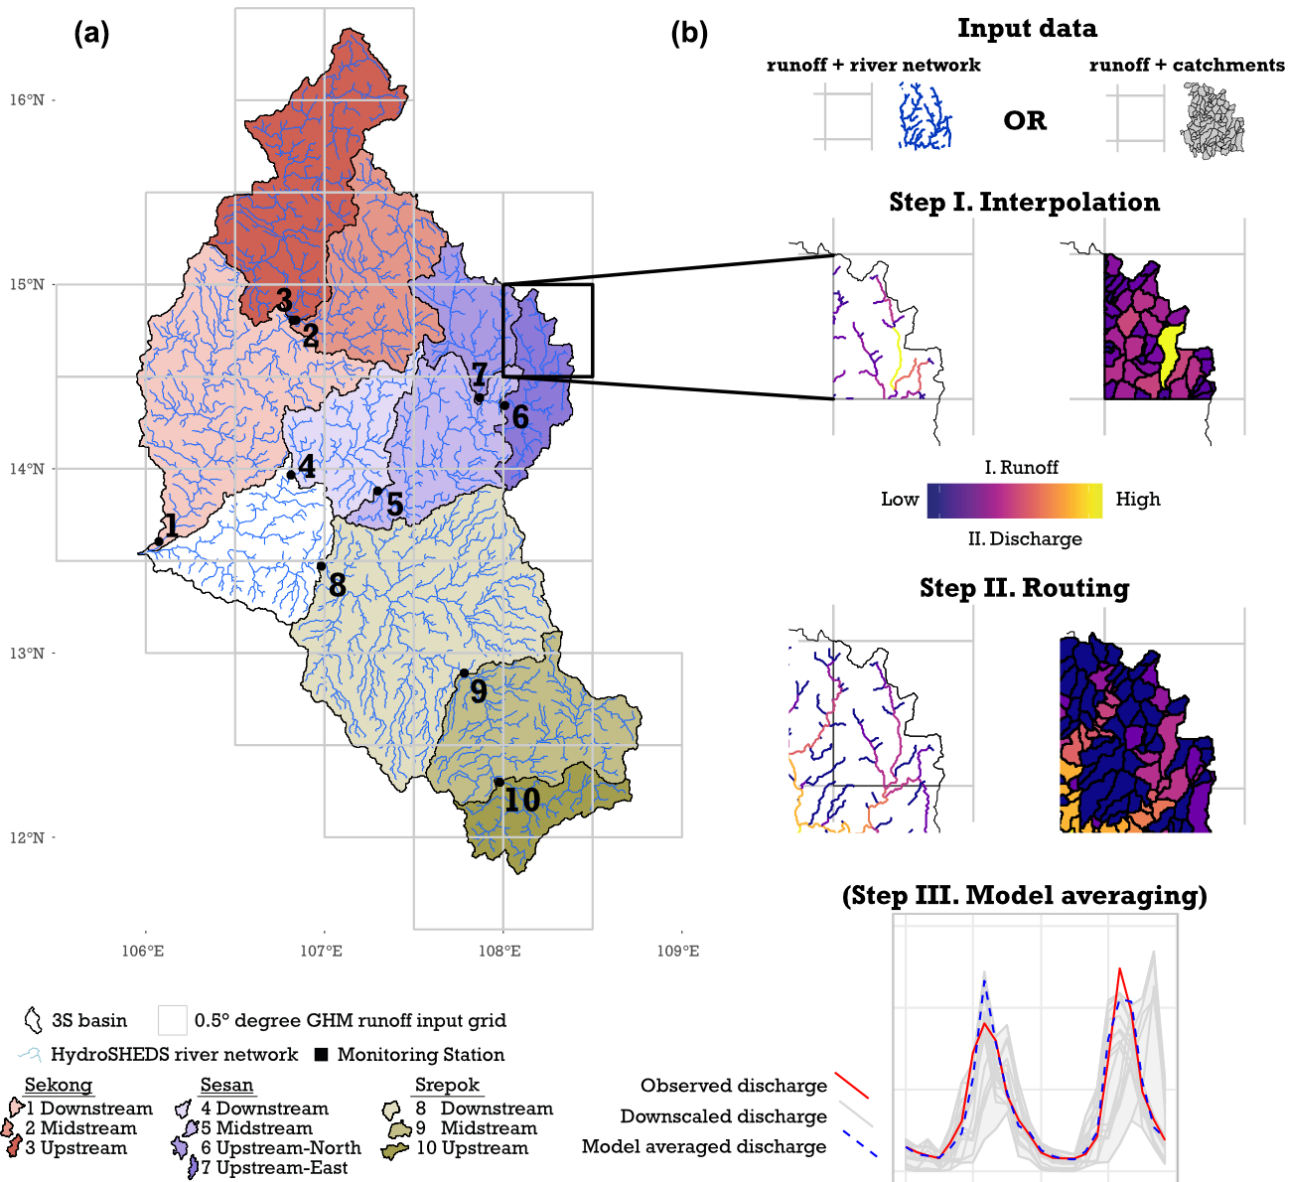 (a)
16°N
15°N
14°N
13°N
12°N
106°E
107°E
108°E
109°E
3
2
7
6
4
5
1
8
9
10
3S basin
0.5° degree GHM runoff input grid
HydroSHEDS river network
Monitoring Station
Sekong
1 Downstream
2 Midstream
3 Upstream
Sesan
4 Downstream
5 Midstream
6 Upstream-North
7 Upstream-East
Srepok
8 Downstream
9 Midstream
10 Upstream
(b)
Input data
runoff + river network
OR
runoff + catchments
Step I. Interpolation
I. Runoff
Low
High
II. Discharge
Step II. Routing
(Step III. Model averaging)
Observed discharge
Downscaled discharge
Model averaged discharge